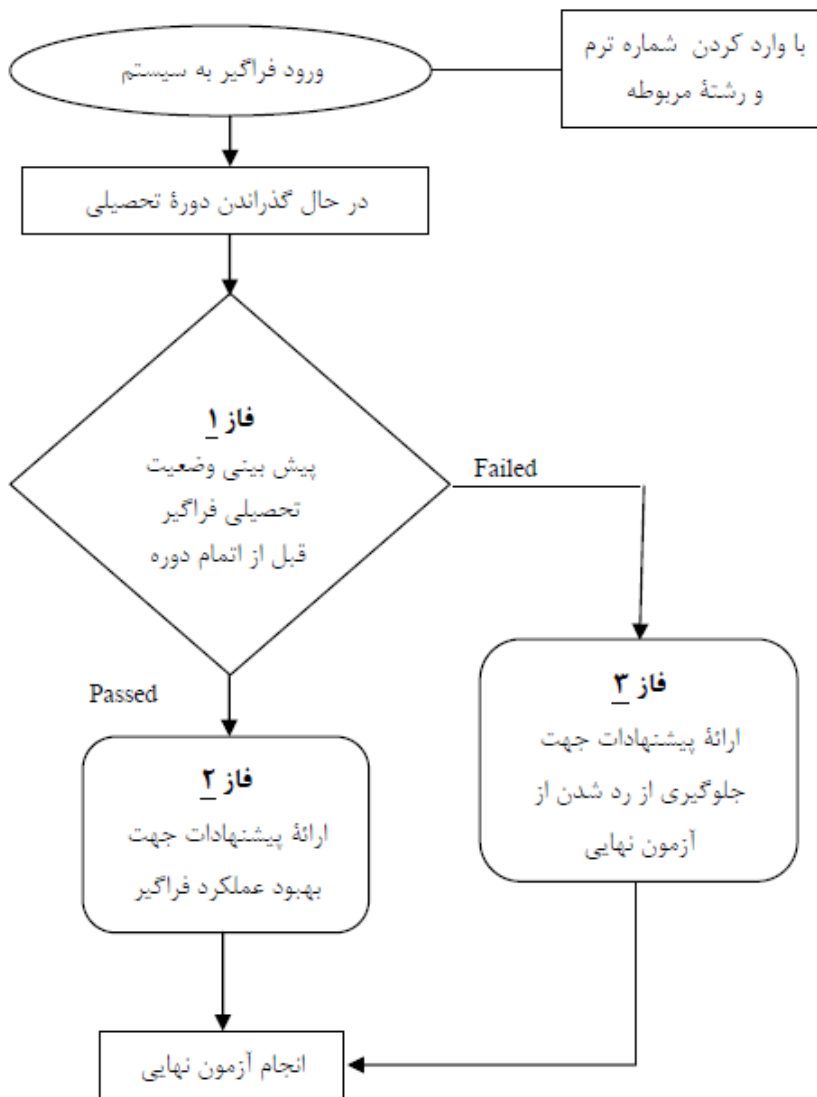 با وارد کردن شماره ترم
و رشتهٔ مربوطه
ورود فراگیر به سیستم
در حال گذراندن دورهٔ تحصیلی
فاز ۱
پیش بینی وضعیت
تحصیلی فراگیر
قبل از اتمام دوره
Failed
Passed
فاز ۳
ارائهٔ پیشنهادات جهت
جلوگیری از رد شدن از
آزمون نهایی
فاز ۲
ارائهٔ پیشنهادات جهت
بهبود عملکرد فراگیر
انجام آزمون نهایی